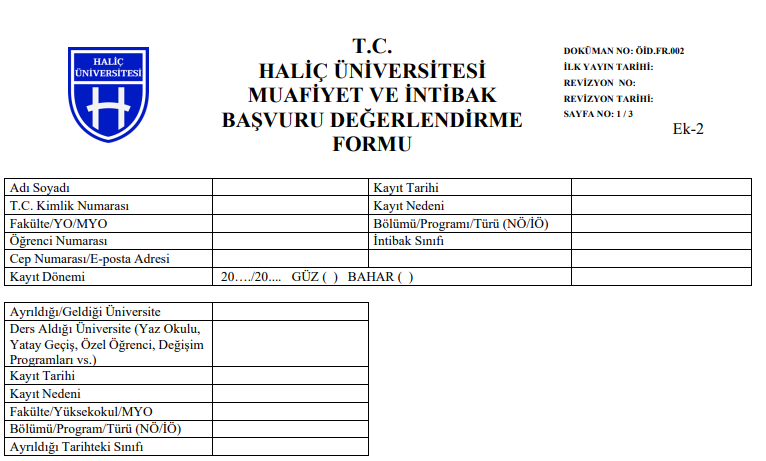 HALİÇ
ÜNİVERSİTESİ
T.C.
HALİÇ ÜNİVERSİTESİ
MUAFİYET VE İNTİBAK
BAŞVURU DEĞERLENDİRME
FORMU
DOKÜMAN NO: ÖİD.FR.002
İLK YAYIN TARİHİ:
REVİZYON NO:
REVİZYON TARİHİ:
SAYFA NO: 1 / 3
Ek-2
Adı Soyadı Kayıt Tarihi
T.C. Kimlik Numarası Kayıt Nedeni
Fakülte/YO/MYO Bölümü/Programı/Türü (NÖ/İÖ)
Öğrenci Numarası İntibak Sınıfı
Cep Numarası/E-posta Adresi
Kayıt Dönemi 20…./20.... GÜZ ( ) BAHAR ( )
Ayrıldığı/Geldiği Üniversite
Ders Aldığı Üniversite (Yaz Okulu,
Yatay Geçiş, Özel Öğrenci, Değişim
Programları vs.)
Kayıt Tarihi
Kayıt Nedeni
Fakülte/Yüksekokul/MYO
Bölümü/Program/Türü (NÖ/İÖ)
Ayrıldığı Tarihteki Sınıfı